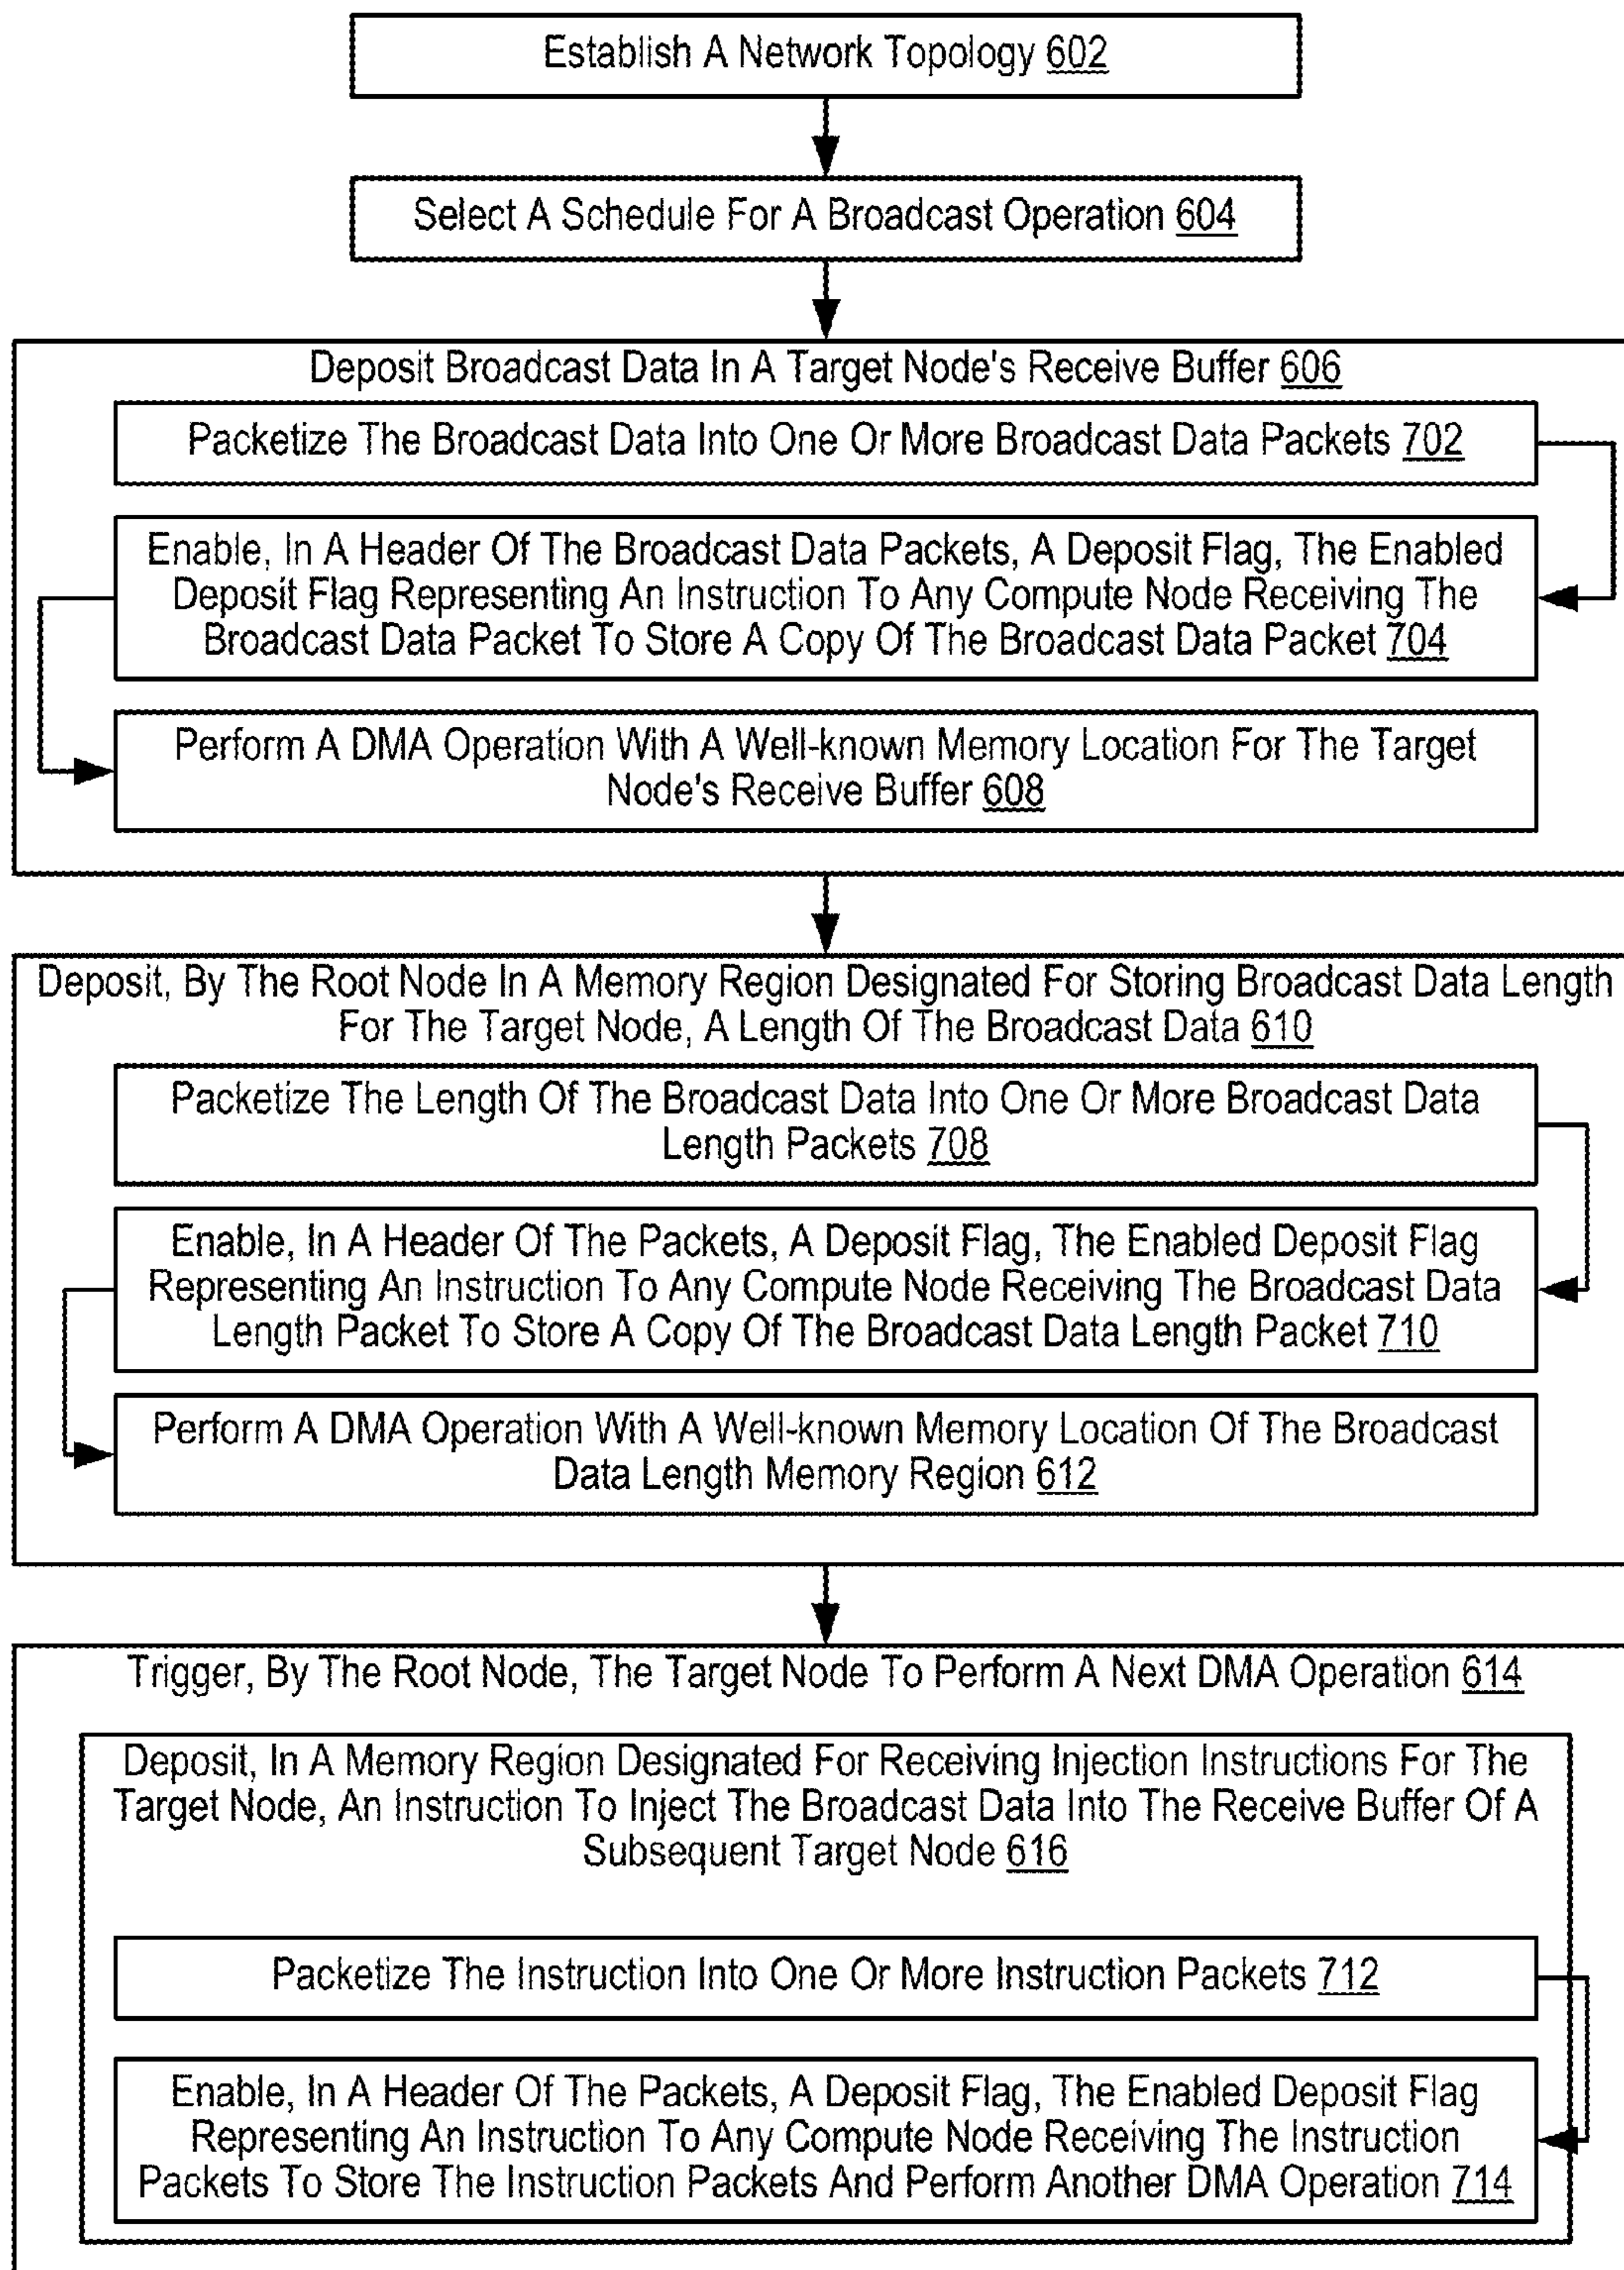 Establish A Network Topology 602
Select A Schedule For A Broadcast Operation 604
Deposit Broadcast Data In A Target Node's Receive Buffer 606
Packetize The Broadcast Data Into One Or More Broadcast Data Packets 702
Enable, In A Header Of The Broadcast Data Packets, A Deposit Flag, The Enabled
Deposit Flag Representing An Instruction To Any Compute Node Receiving The
Broadcast Data Packet To Store A Copy Of The Broadcast Data Packet 704
Perform A DMA Operation With A Well-known Memory Location For The Target
Node's Receive Buffer 608
Deposit, By The Root Node In A Memory Region Designated For Storing Broadcast Data Length
For The Target Node, A Length Of The Broadcast Data 610
Packetize The Length Of The Broadcast Data Into One Or More Broadcast Data
Length Packets 708
Enable, In A Header Of The Packets, A Deposit Flag, The Enabled Deposit Flag
Representing An Instruction To Any Compute Node Receiving The Broadcast Data
Length Packet To Store A Copy Of The Broadcast Data Length Packet 710
Perform A DMA Operation With A Well-known Memory Location Of The Broadcast
Data Length Memory Region 612
Trigger, By The Root Node, The Target Node To Perform A Next DMA Operation 614
Deposit, In A Memory Region Designated For Receiving Injection Instructions For The
Target Node, An Instruction To Inject The Broadcast Data Into The Receive Buffer Of A
Subsequent Target Node 616
Packetize The Instruction Into One Or More Instruction Packets 712
Enable, In A Header Of The Packets, A Deposit Flag, The Enabled Deposit Flag
Representing An Instruction To Any Compute Node Receiving The Instruction
Packets To Store The Instruction Packets And Perform Another DMA Operation 714